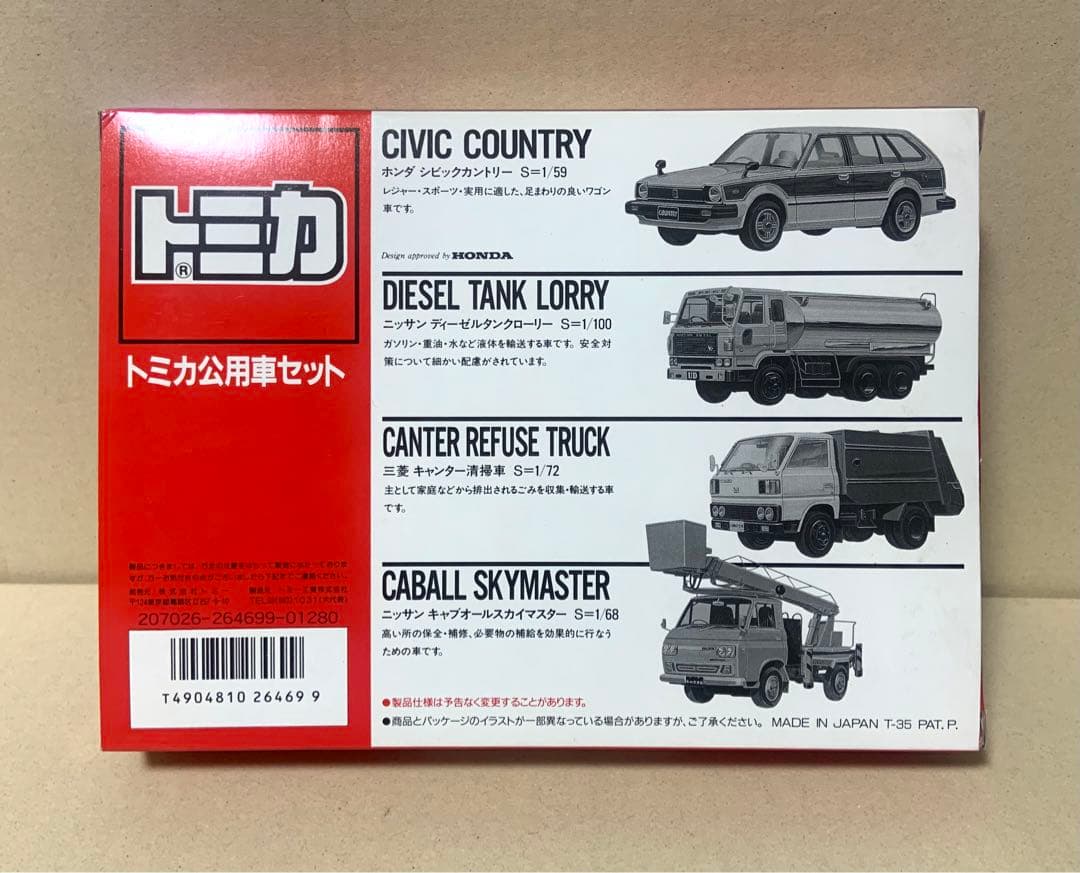 トミカ
®
トミカ公用車セット
207026-264699-01280
T4904810 26469 9
CIVIC COUNTRY
ホンダ シビックカントリー S=1/59
レジャー・スポーツ・実用に適した、足まわりの良いワゴン
車です。
Design approved by HONDA
COUNTRY
DIESEL TANK LORRY
ニッサン ディーゼルタンクローリー S=1/100
ガソリン・重油・水など液体を輸送する車です。安全対
策について細かい配慮がされています。
UD
CANTER REFUSE TRUCK
三菱 キャンター清掃車 S=1/72
主として家庭などから排出されるごみを収集・輸送する車
です。
CABALL SKYMASTER
ニッサン キャブオールスカイマスター S=1/68
高い所の保全・補修、必要物の補給を効果的に行なう
ための車です。
●製品仕様は予告なく変更することがあります。
●商品とパッケージのイラストが一部異なっている場合がありますが、ご了承ください。 MADE IN JAPAN T-35 PAT. P.